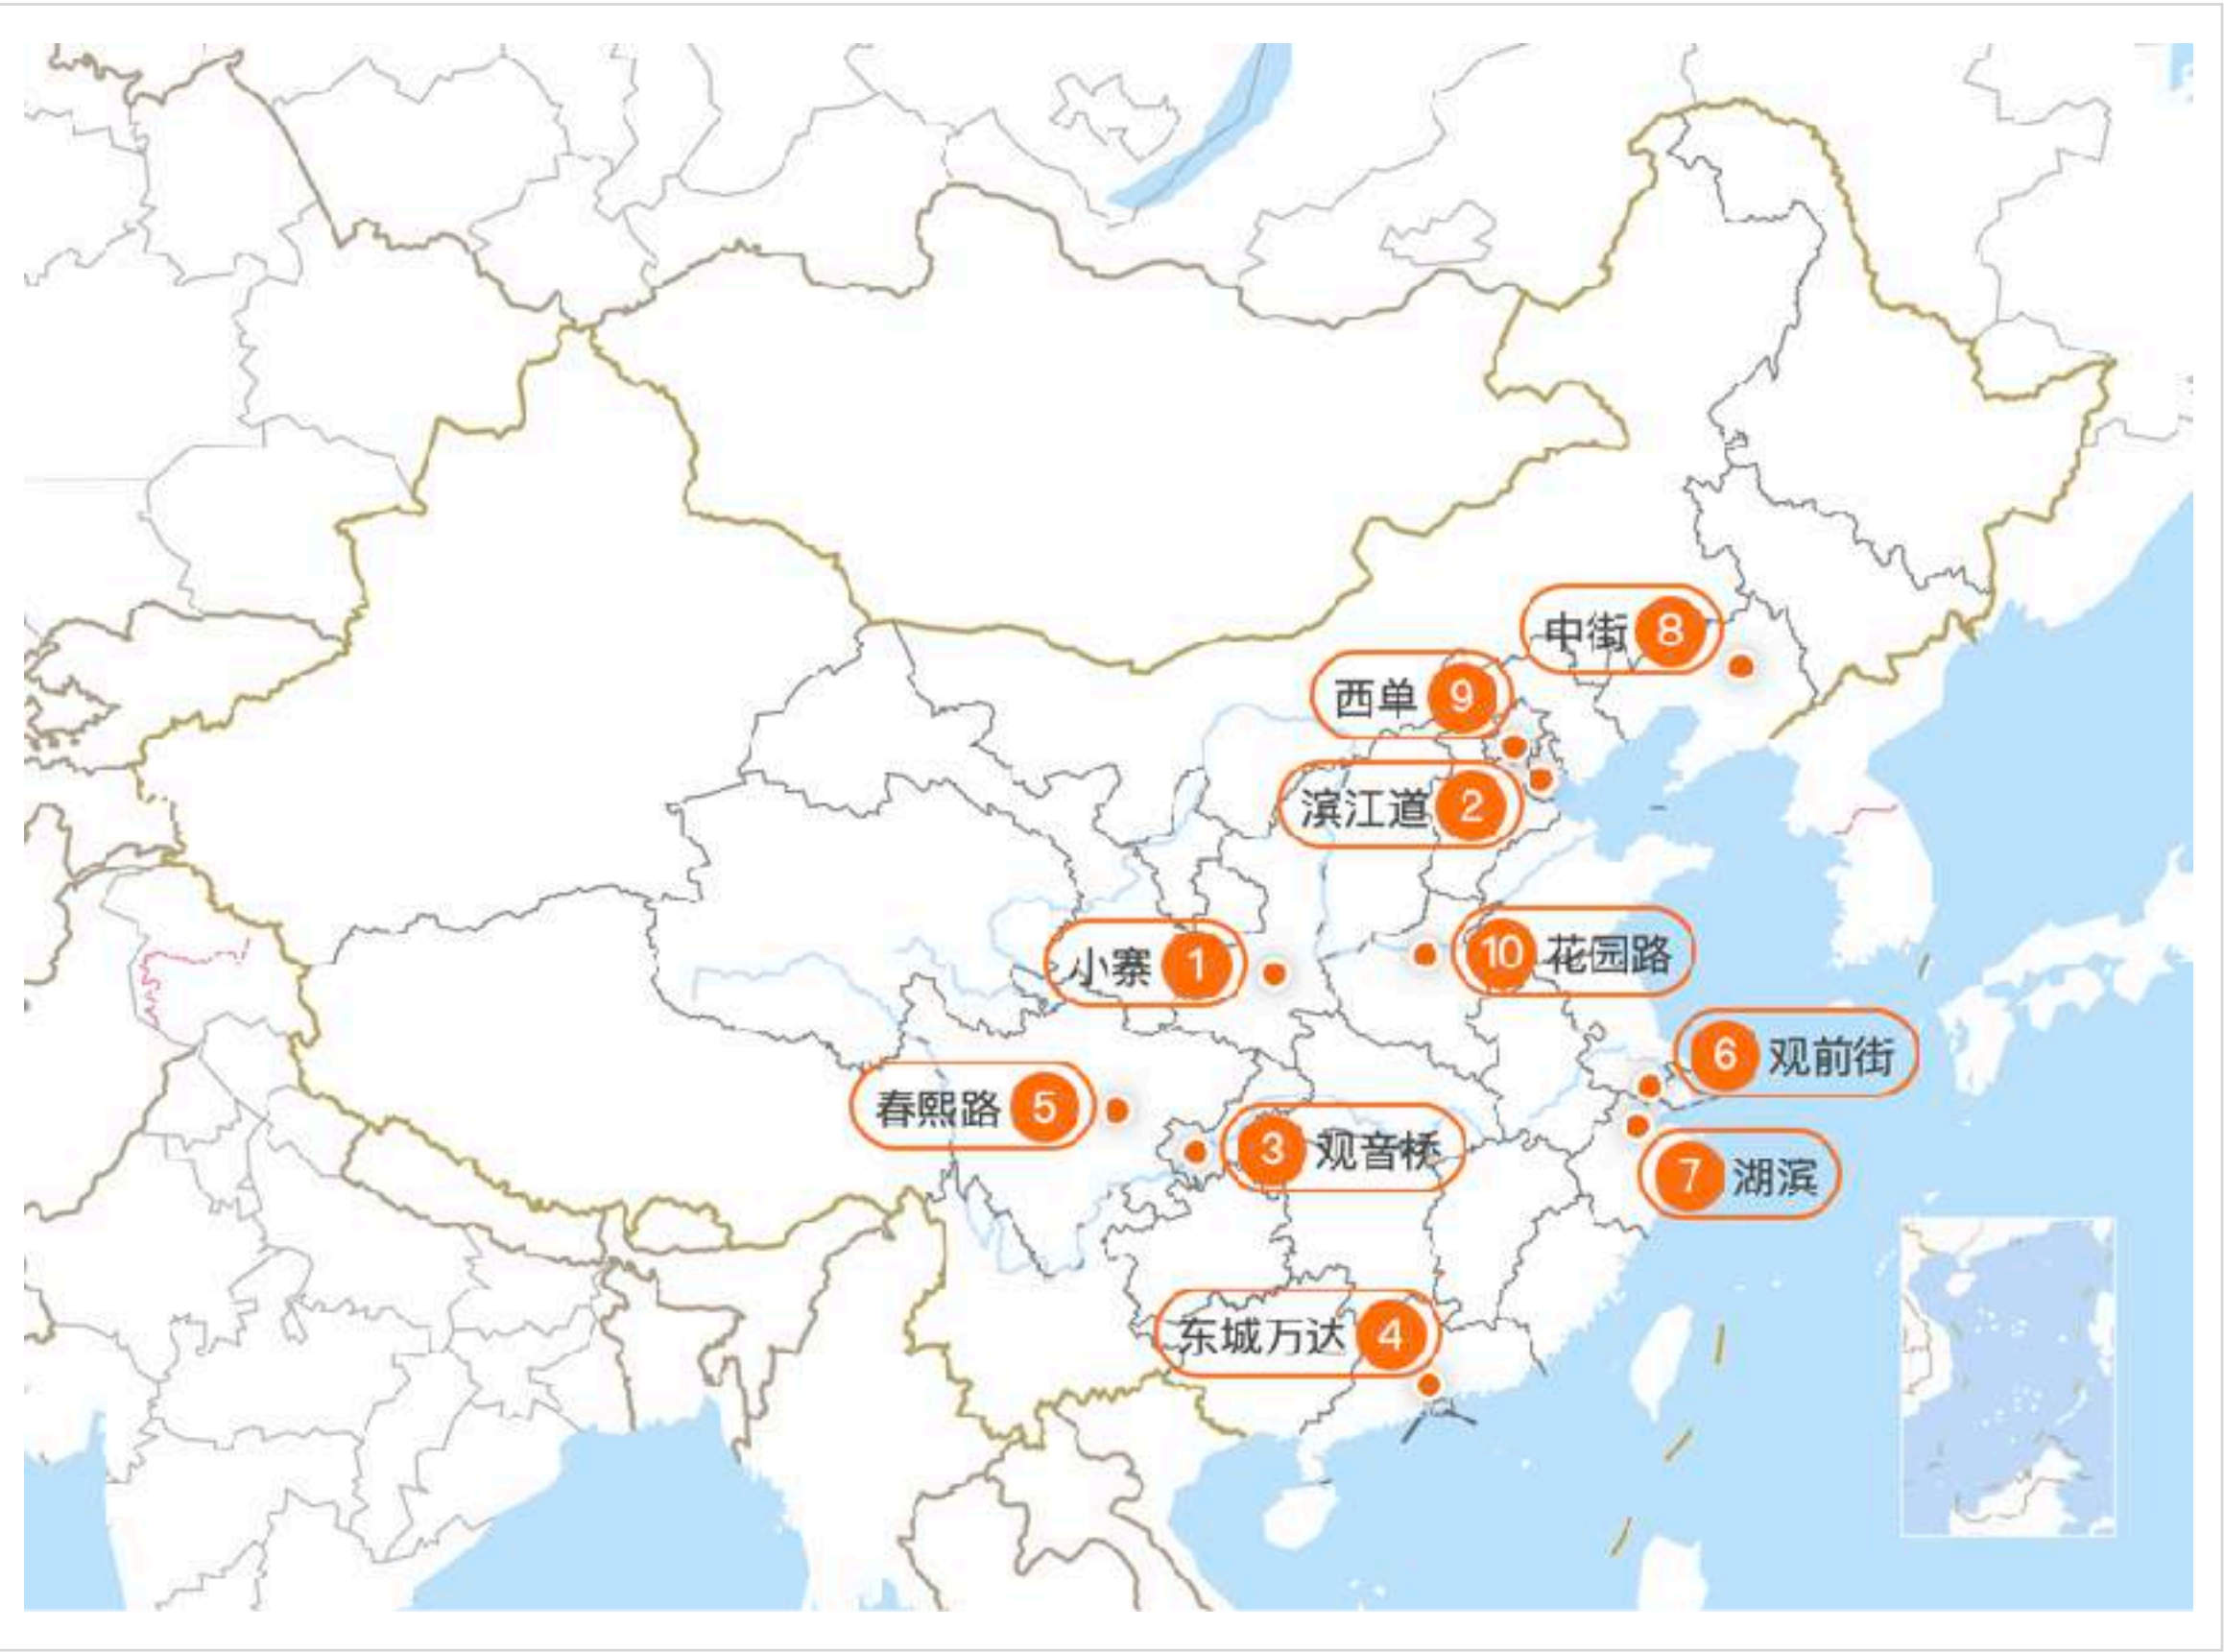 中街 8
西单 9
滨江道 2
小寨 1
10 花园路
6 观前街
春熙路 5
3 观音桥
7 湖滨
东城万达 4